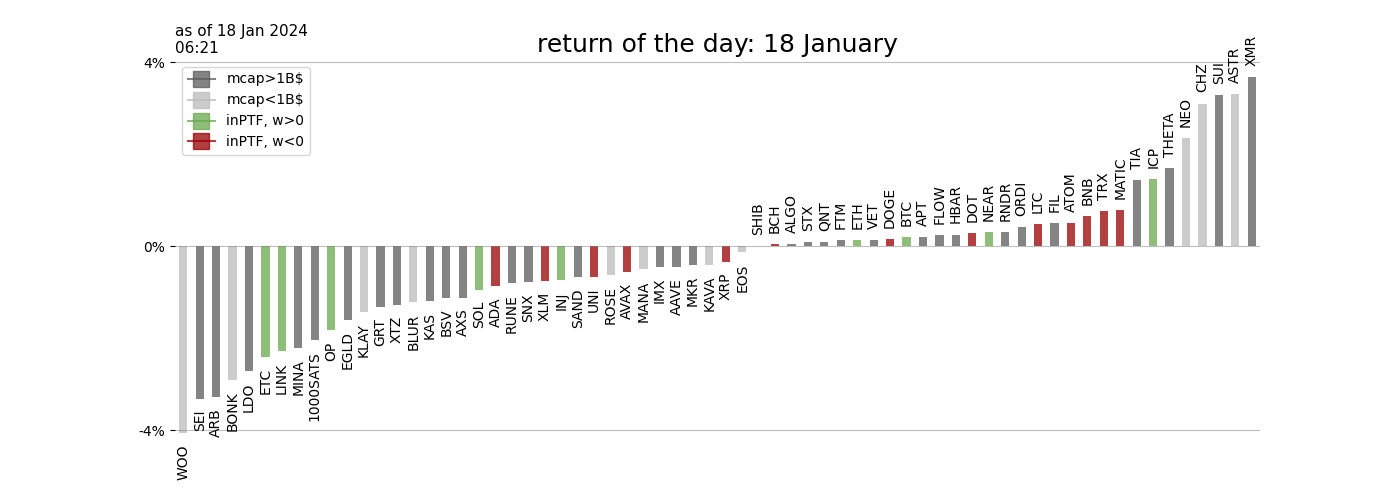 as of 18 Jan 2024
06:21
return of the day: 18 January
4%
0%
-4%
mcap>1B$
mcap<1B$
inPTF, w>0
inPTF, w<0
WOO
SEI
ARB
BONK
LDO
ETC
LINK
MINA
1000SATS
OP
EGLD
KLAY
GRT
XTZ
BLUR
KAS
BSV
AXS
SOL
ADA
RUNE
SNX
XLM
INJ
SAND
UNI
ROSE
AVAX
MANA
IMX
AAVE
MKR
KAVA
XRP
EOS
SHIB
BCH
ALGO
STX
QNT
FTM
ETH
VET
DOGE
BTC
APT
FLOW
HBAR
DOT
NEAR
RNDR
ORDI
LTC
FIL
ATOM
BNB
TRX
MATIC
TIA
ICP
THETA
NEO
CHZ
SUI
ASTR
XMR